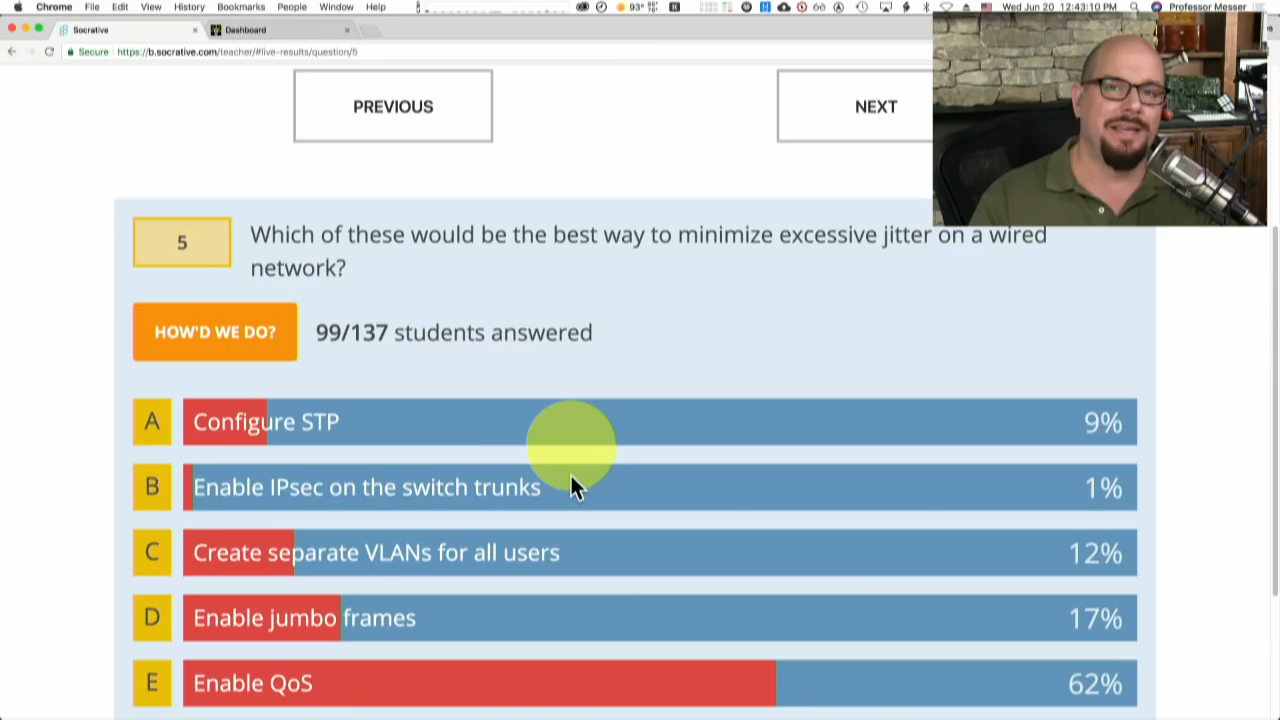 Chrome File Edit View History Bookmarks People Window Help 93° Wed Jun 20 12:43:10 PM Professor Messer
Socrative Dashboard
Secure https://b.socrative.com/teacher/#live-results/question/5
PREVIOUS NEXT
5 Which of these would be the best way to minimize excessive jitter on a wired
network?
HOW'D WE DO? 99/137 students answered
A Configure STP 9%
B Enable IPsec on the switch trunks 1%
C Create separate VLANs for all users 12%
D Enable jumbo frames 17%
E Enable QoS 62%